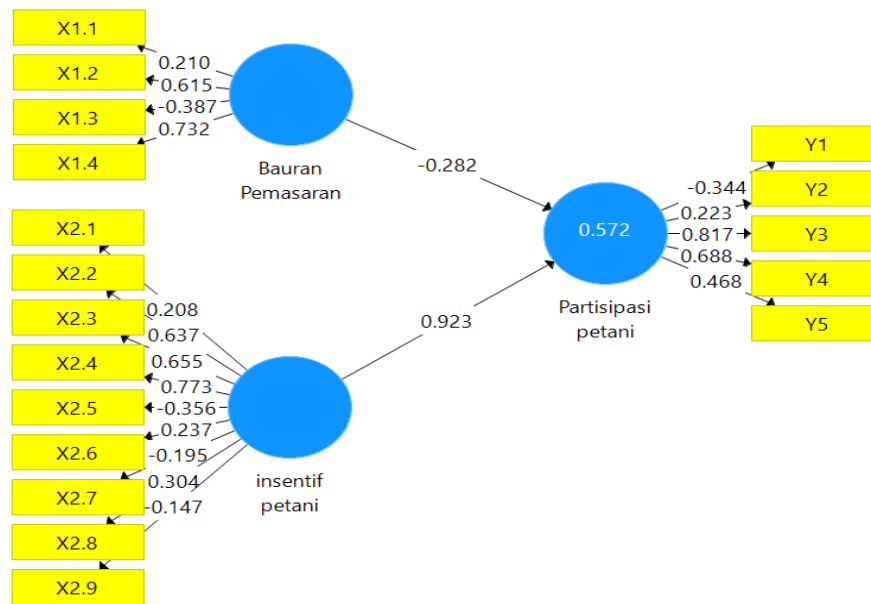 X1.1
X1.2
X1.3
X1.4
0.210
0.615
-0.387
0.732
Bauran
Pemasaran
-0.282
X2.1
X2.2
X2.3
X2.4
X2.5
X2.6
X2.7
X2.8
X2.9
0.208
0.637
0.655
0.773
-0.356
0.237
-0.195
0.304
-0.147
insentif
petani
0.923
0.572
Partisipasi
petani
-0.344
0.223
0.817
0.688
0.468
Y1
Y2
Y3
Y4
Y5